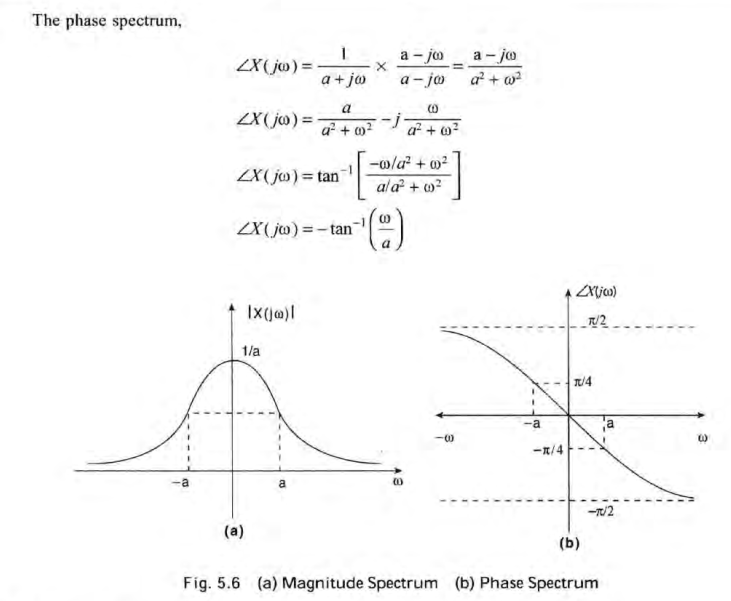 The phase spectrum,
∠X(jω) = 1/(a + jω) × (a – jω)/(a – jω) = (a – jω)/(a² + ω²)
∠X(jω) = a/(a² + ω²) – j ω/(a² + ω²)
∠X(jω) = tan⁻¹ [(–ω/a² + ω²)/(a/a² + ω²)]
∠X(jω) = – tan⁻¹ (ω/a)
|X(jω)|
1/a
–a
a
ω
(a)
∠X(jω)
π/2
π/4
–a
a
–ω
ω
–π/4
–π/2
(b)
Fig. 5.6 (a) Magnitude Spectrum (b) Phase Spectrum